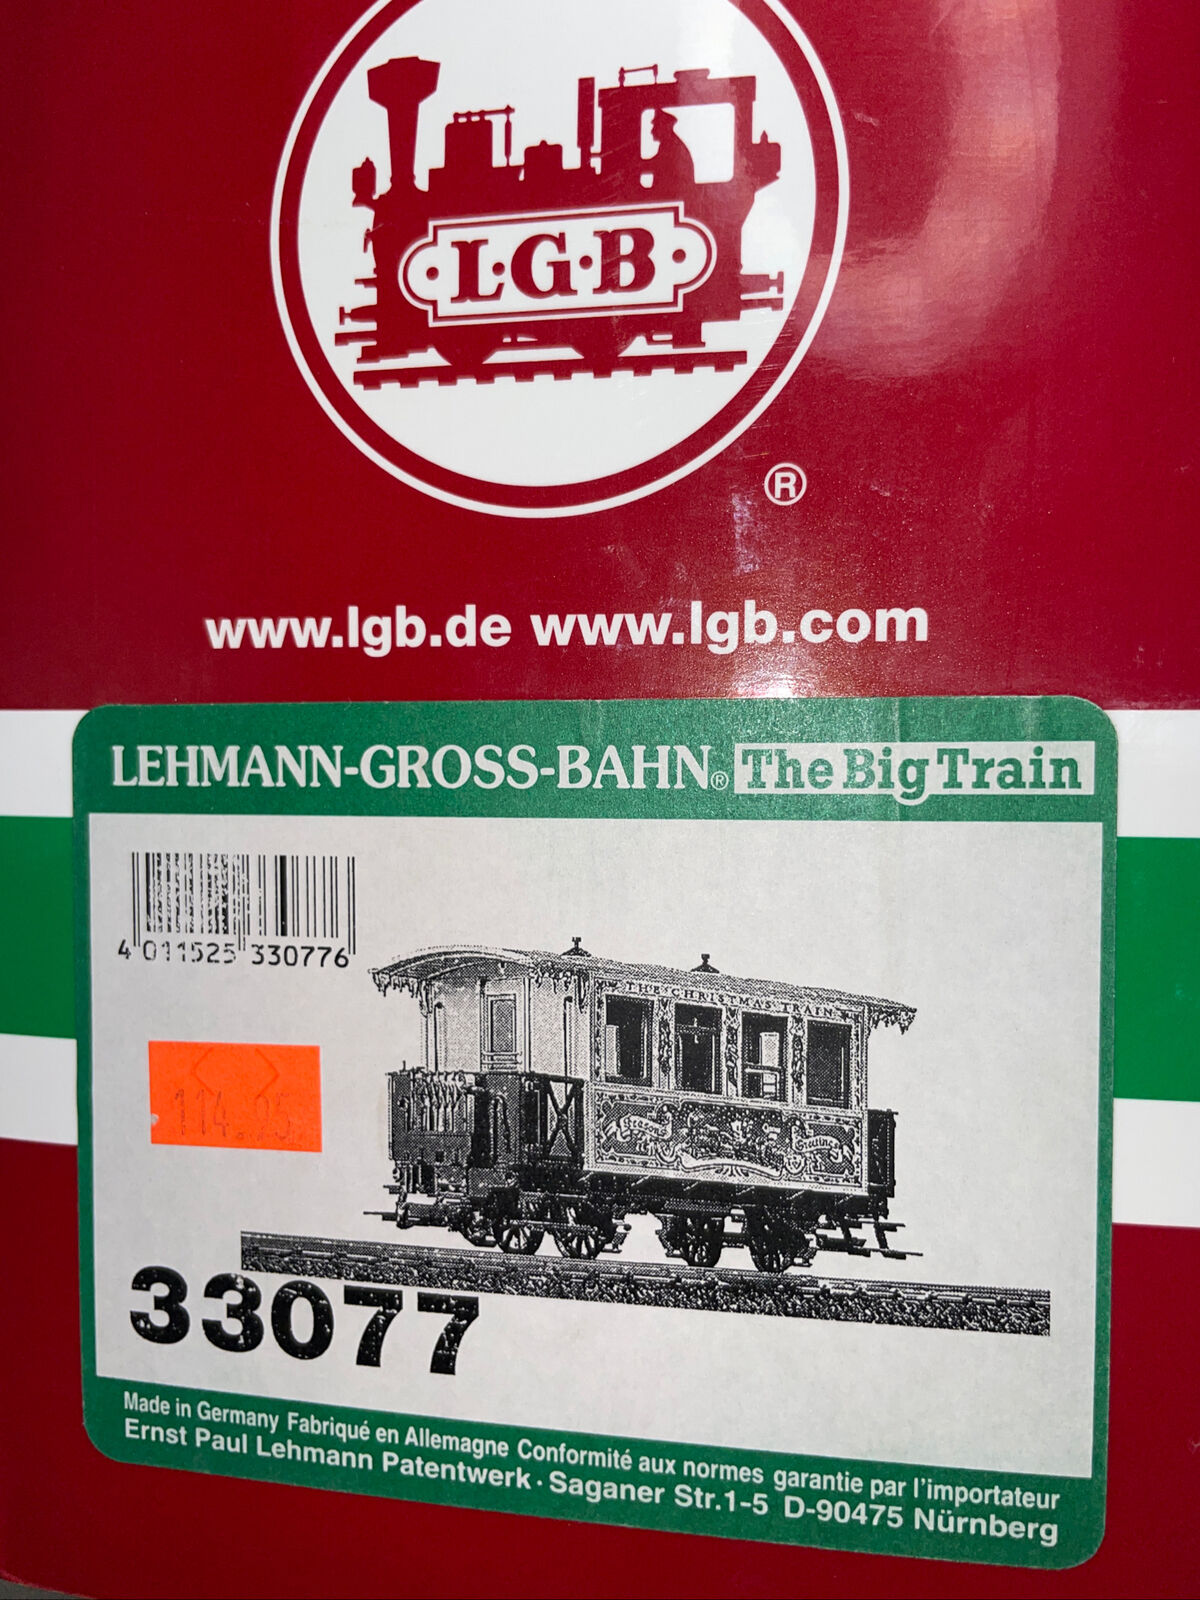 L·G·B
®
www.lgb.de www.lgb.com
LEHMANN-GROSS-BAHN® The Big Train
4 011525 330776
THE CHRISTMAS TRAIN
Seasons Greetings
114.95
33077
Made in Germany Fabriqué en Allemagne Conformité aux normes garantie par l'importateur
Ernst Paul Lehmann Patentwerk · Saganer Str.1-5 D-90475 Nürnberg